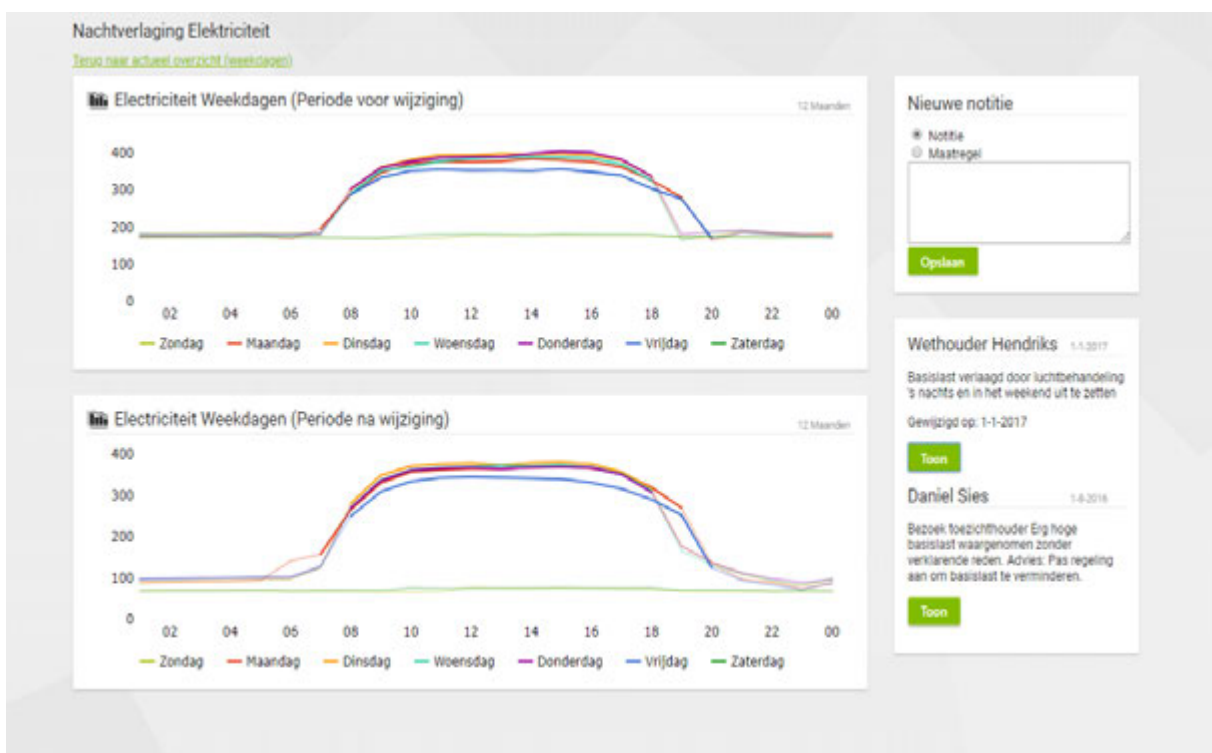 Nachtverlaging Elektriciteit
Terug naar actueel overzicht (weekdagen)
Electriciteit Weekdagen (Periode voor wijziging)
12 Maanden
400
300
200
100
0
02 04 06 08 10 12 14 16 18 20 22 00
Zondag Maandag Dinsdag Woensdag Donderdag Vrijdag Zaterdag
Electriciteit Weekdagen (Periode na wijziging)
12 Maanden
400
300
200
100
0
02 04 06 08 10 12 14 16 18 20 22 00
Zondag Maandag Dinsdag Woensdag Donderdag Vrijdag Zaterdag
Nieuwe notitie
Notitie
Maatregel
Opslaan
Wethouder Hendriks 1-1-2017
Basislast verlaagd door luchtbehandeling
's nachts en in het weekend uit te zetten
Gewijzigd op: 1-1-2017
Toon
Daniel Sies 1-8-2016
Bezoek toezichthouder Erg hoge
basislast waargenomen zonder
verklarende reden. Advies: Pas regeling
aan om basislast te verminderen.
Toon